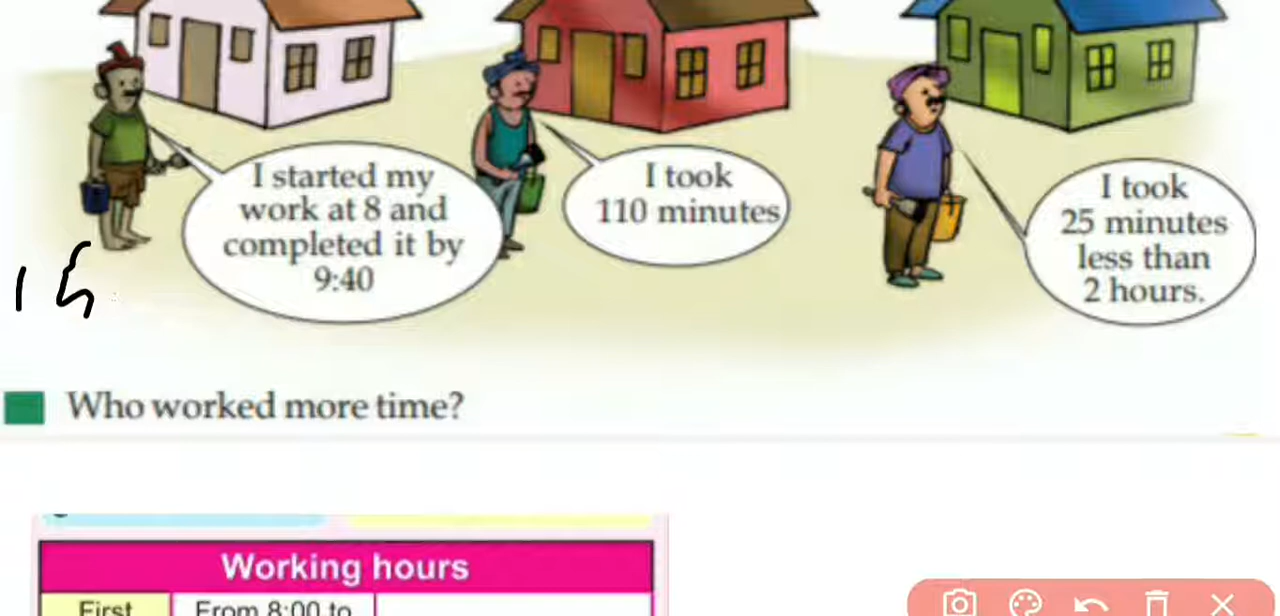 I started my
work at 8 and
completed it by
9:40
I took
110 minutes
I took
25 minutes
less than
2 hours.
1 h
Who worked more time?
Working hours
First
From 8:00 to